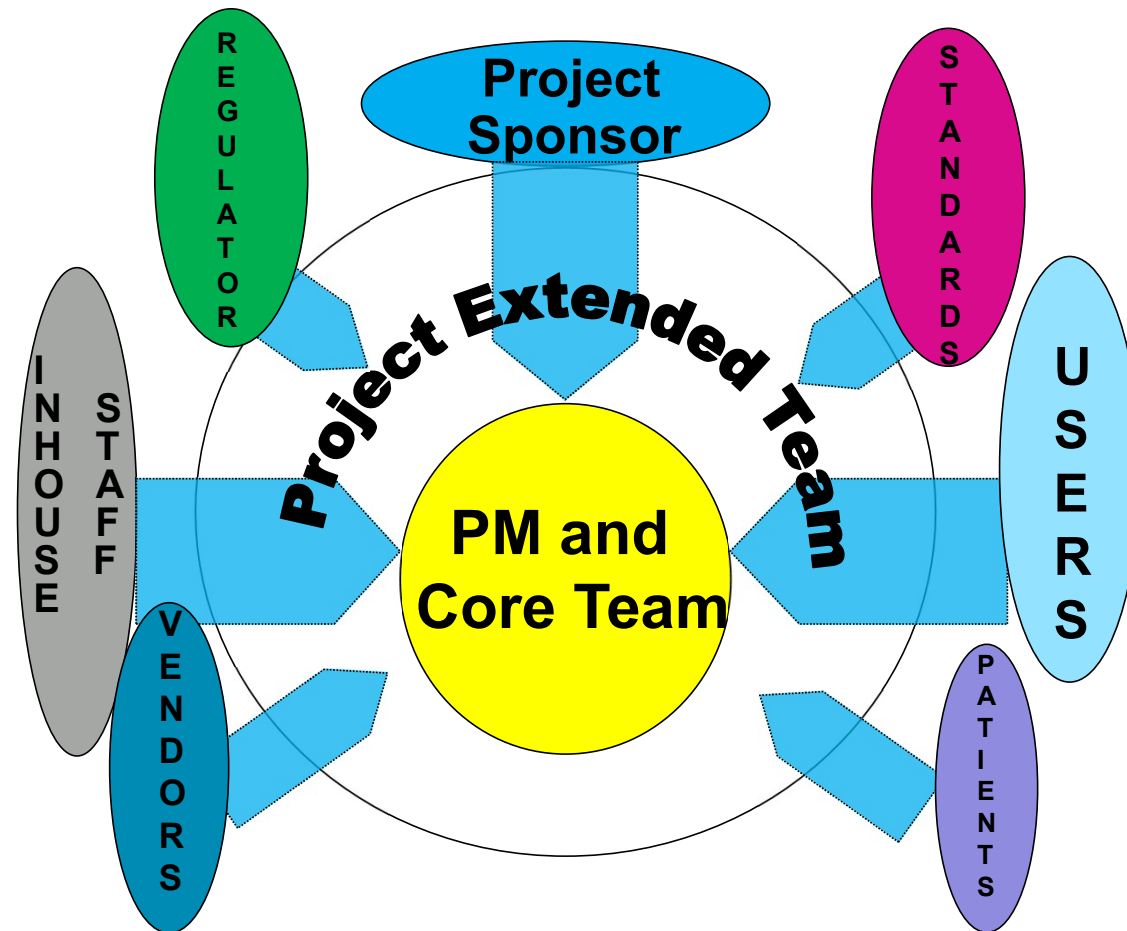 REGULATOR
Project
Sponsor
STANDARDS
INHOUSE
STAFF
Project Extended Team
USERS
PM and
Core Team
VENDORS
PATIENTS